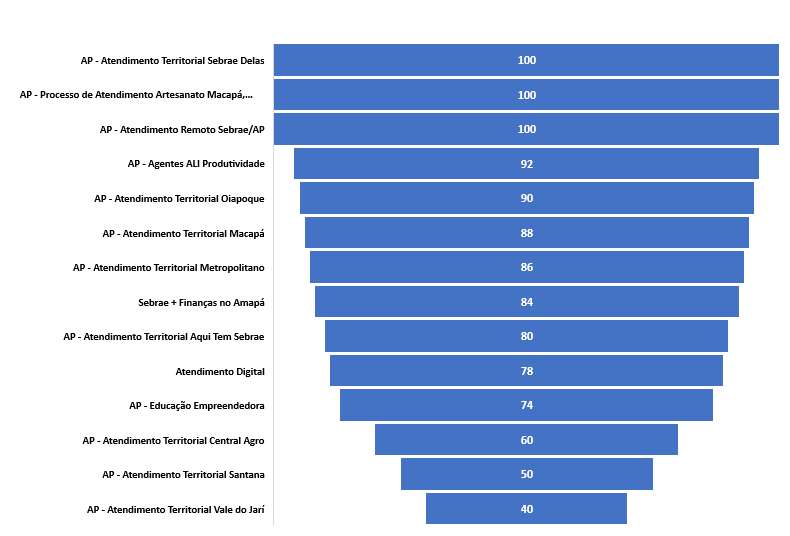 AP - Atendimento Territorial Sebrae Delas 100
AP - Processo de Atendimento Artesanato Macapá,... 100
AP - Atendimento Remoto Sebrae/AP 100
AP - Agentes ALI Produtividade 92
AP - Atendimento Territorial Oiapoque 90
AP - Atendimento Territorial Macapá 88
AP - Atendimento Territorial Metropolitano 86
Sebrae + Finanças no Amapá 84
AP - Atendimento Territorial Aqui Tem Sebrae 80
Atendimento Digital 78
AP - Educação Empreendedora 74
AP - Atendimento Territorial Central Agro 60
AP - Atendimento Territorial Santana 50
AP - Atendimento Territorial Vale do Jarí 40